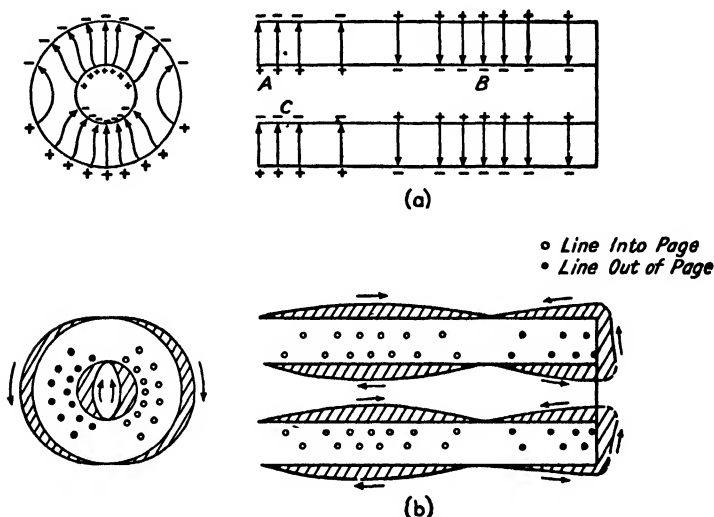 A
B
C
(a)
Line Into Page
Line Out of Page
(b)